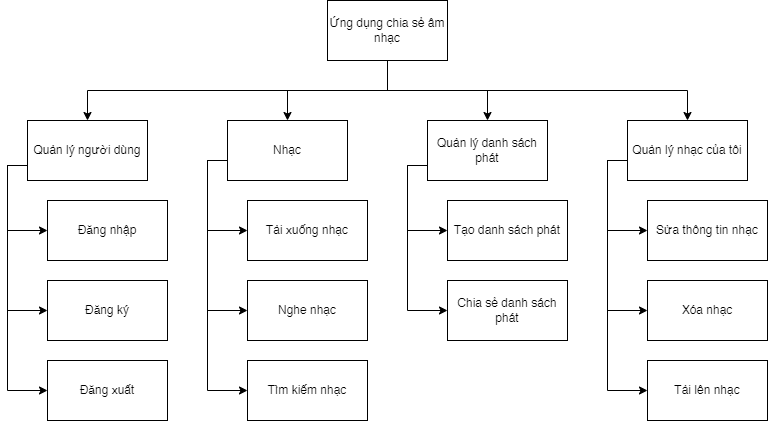 Ứng dụng chia sẻ âm
nhạc
Quản lý người dùng
Nhạc
Quản lý danh sách
phát
Quản lý nhạc của tôi
Đăng nhập
Tải xuống nhạc
Tạo danh sách phát
Sửa thông tin nhạc
Đăng ký
Nghe nhạc
Chia sẻ danh sách
phát
Xóa nhạc
Đăng xuất
Tìm kiếm nhạc
Tải lên nhạc